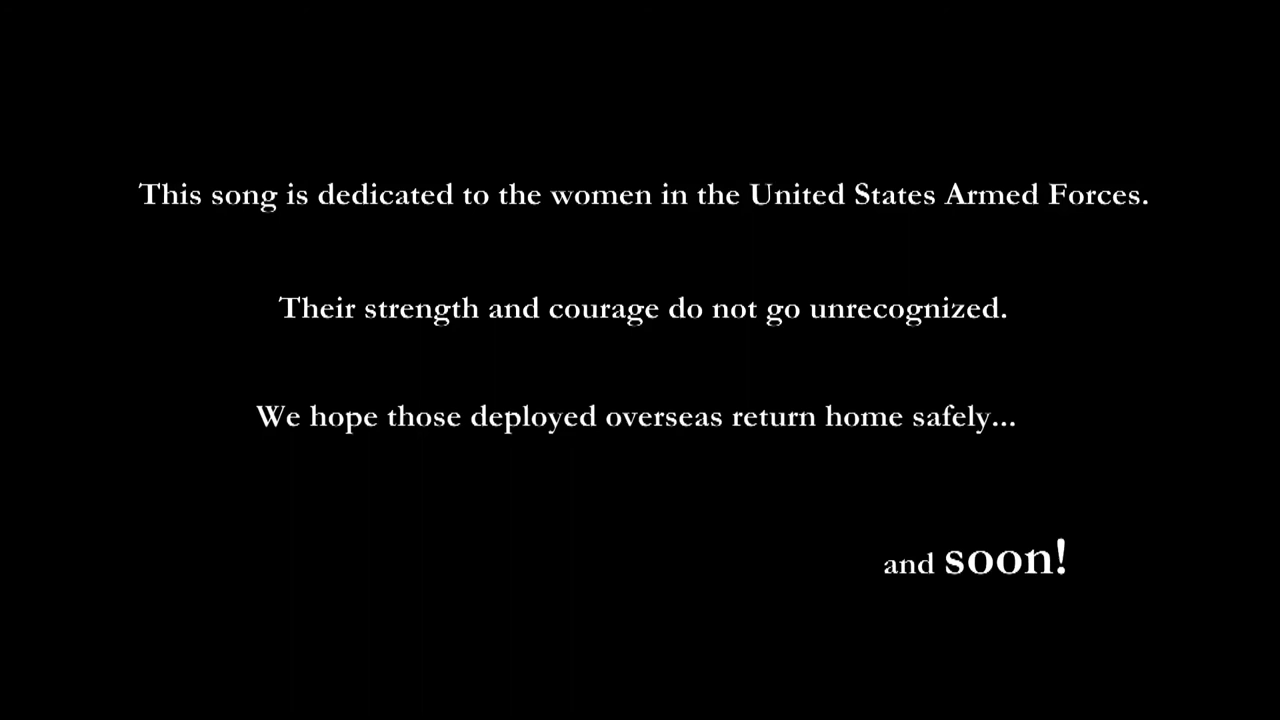 This song is dedicated to the women in the United States Armed Forces.
Their strength and courage do not go unrecognized.
We hope those deployed overseas return home safely...
and soon!